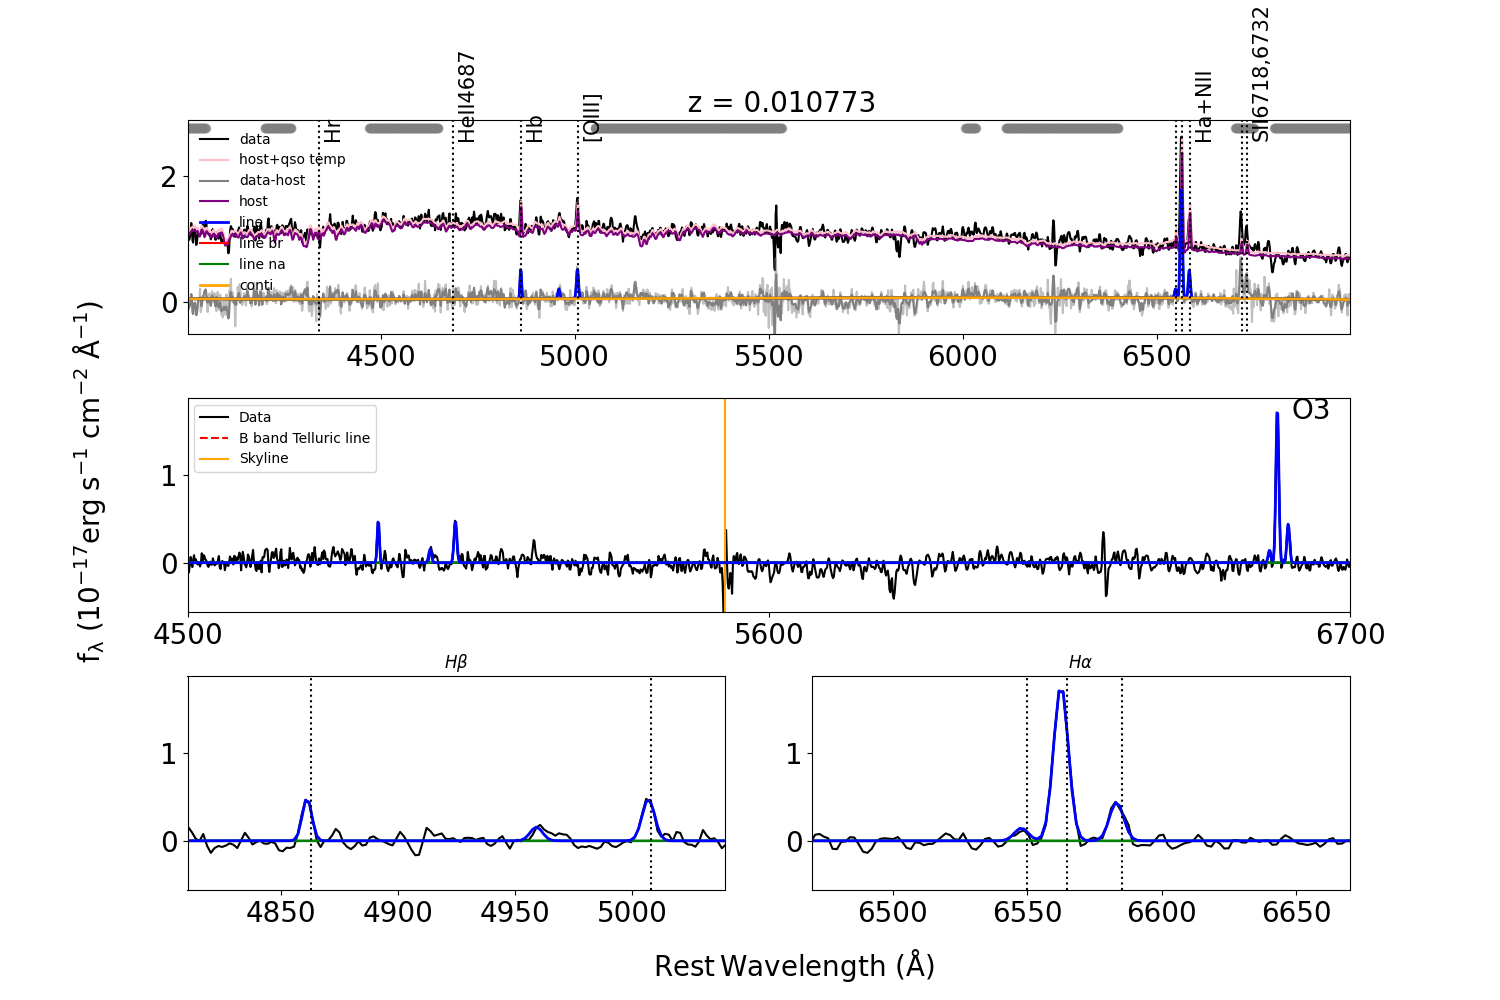 z = 0.010773
Hr
HeII4687
Hb
[OIII]
Ha+NII
SII6718,6732
data
host+qso temp
data-host
host
line
line br
line na
conti
2
0
4500
5000
5500
6000
6500
fλ (10⁻¹⁷erg s⁻¹ cm⁻² Å⁻¹)
Data
B band Telluric line
Skyline
O3
1
0
4500
5600
6700
Hβ
1
0
4850
4900
4950
5000
Hα
1
0
6500
6550
6600
6650
Rest Wavelength (Å)